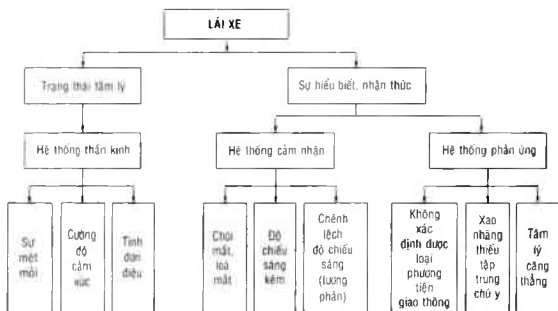 LÁI XE
Trạng thái tâm lý
Sự hiểu biết, nhận thức
Hệ thống thần kinh
Hệ thống cảm nhận
Hệ thống phản ứng
Sự
mệt
mỏi
Cường
độ
cảm
xúc
Tính
đơn
điệu
Chói
mắt,
loá
mắt
Độ
chiếu
sáng
kém
Chênh
lệch
độ chiếu
sáng
(tương
phản)
Không
xác
định được
loại
phương
tiện
giao thông
Xao
nhãng
thiếu
tập
trung
chú ý
Tâm
lý
căng
thẳng